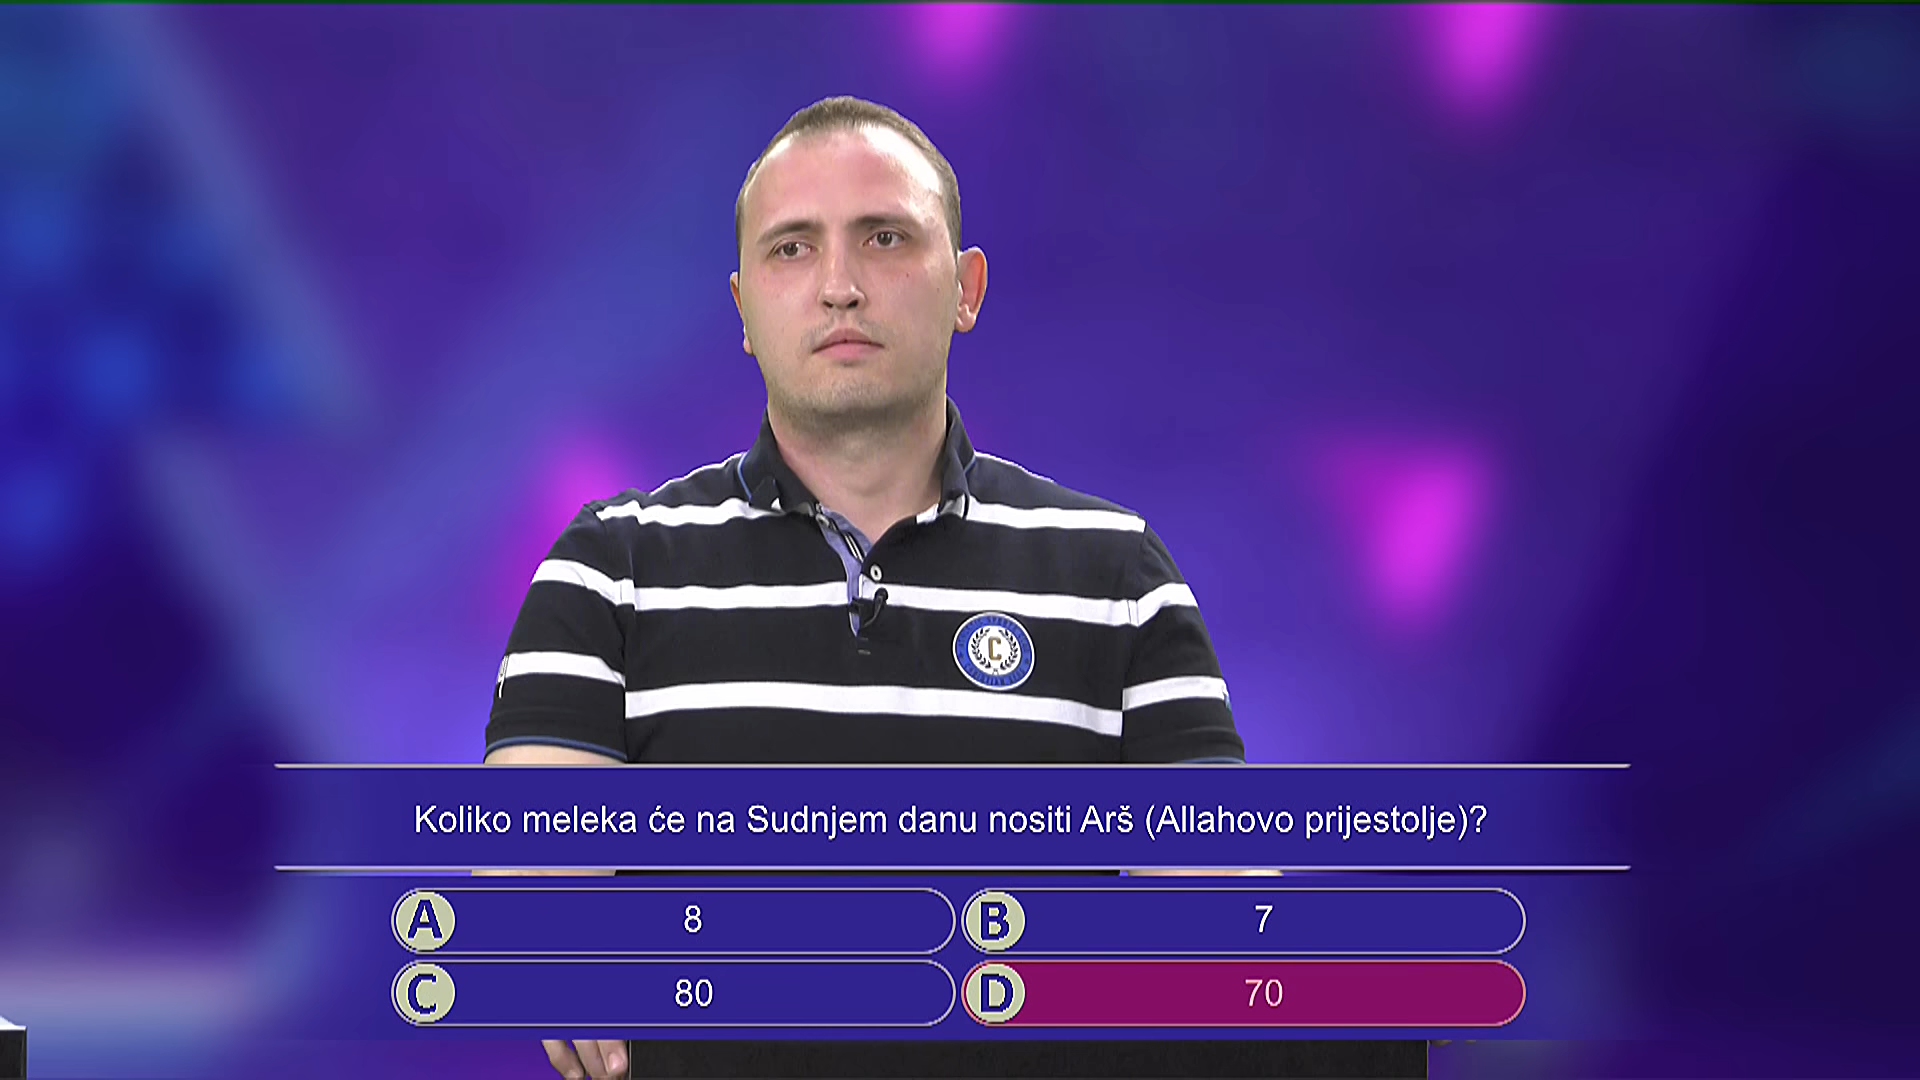 Koliko meleka će na Sudnjem danu nositi Arš (Allahovo prijestolje)?
A 8
B 7
C 80
D 70
C